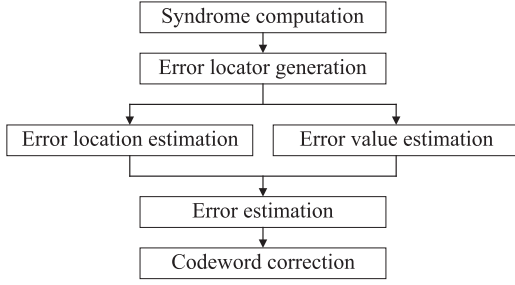 Syndrome computation
Error locator generation
Error location estimation
Error value estimation
Error estimation
Codeword correction